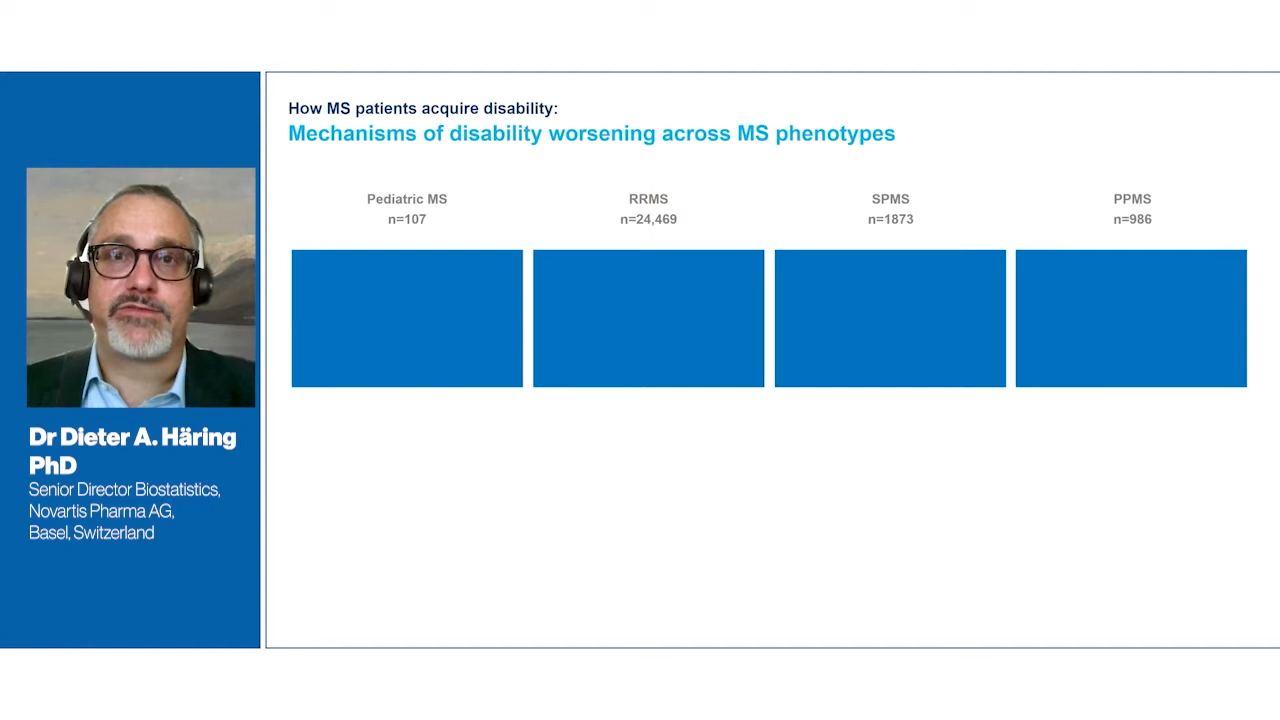 How MS patients acquire disability:
Mechanisms of disability worsening across MS phenotypes
Pediatric MS
n=107
RRMS
n=24,469
SPMS
n=1873
PPMS
n=986
Dr Dieter A. Häring
PhD
Senior Director Biostatistics,
Novartis Pharma AG,
Basel, Switzerland